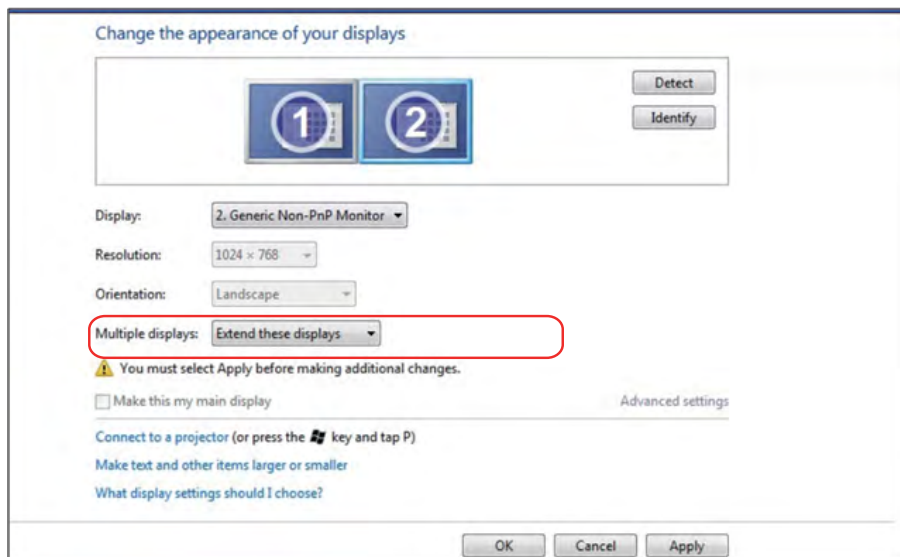 Change the appearance of your displays
1 2
Detect
Identify
Display: 2. Generic Non-PnP Monitor
Resolution: 1024 × 768
Orientation: Landscape
Multiple displays: Extend these displays
You must select Apply before making additional changes.
Make this my main display Advanced settings
Connect to a projector (or press the key and tap P)
Make text and other items larger or smaller
What display settings should I choose?
OK Cancel Apply